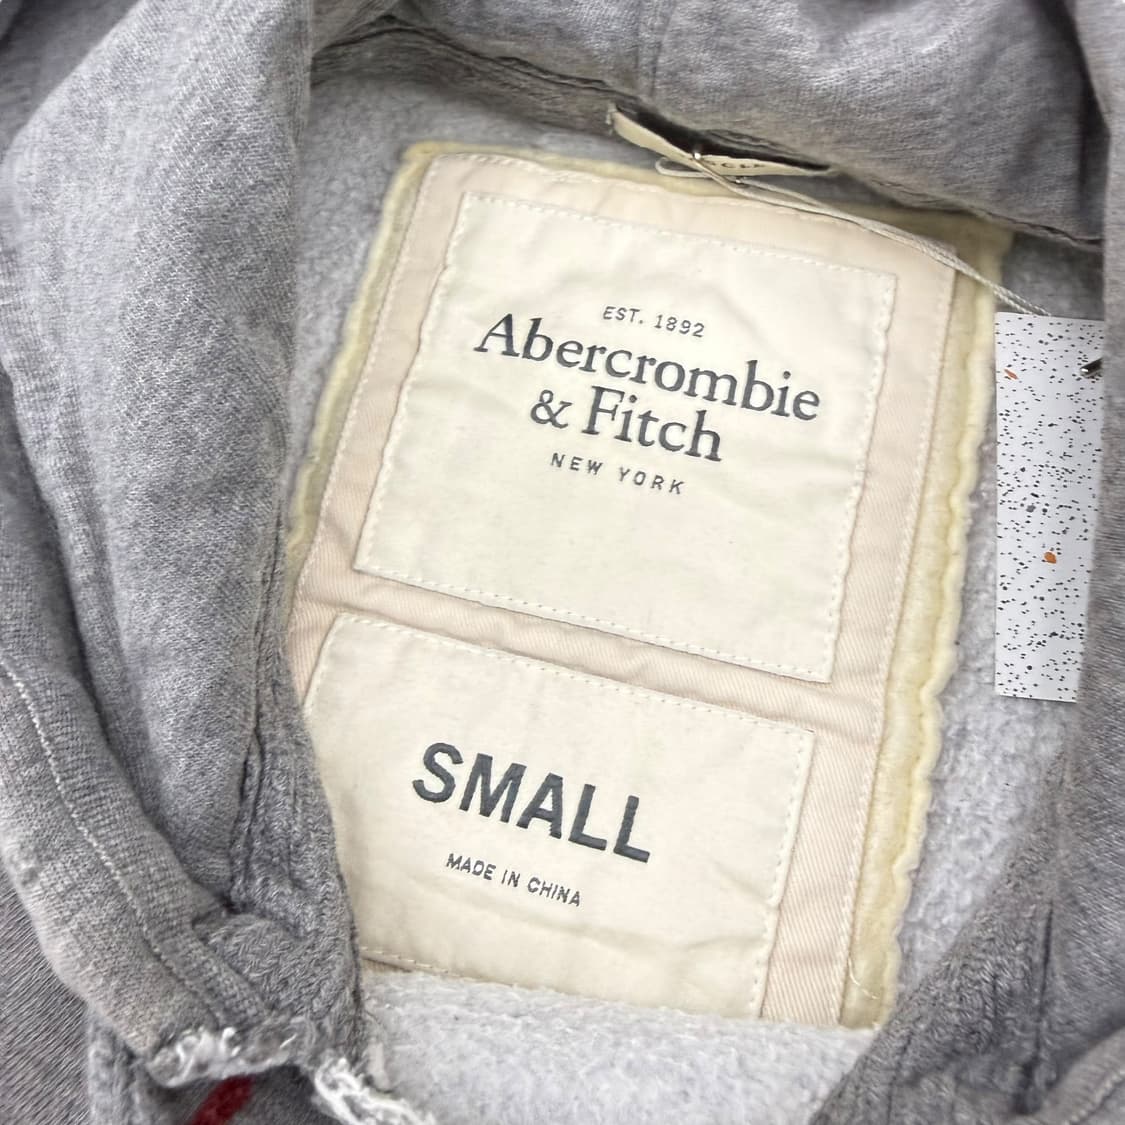 EST. 1892
Abercrombie
& Fitch
NEW YORK
SMALL
MADE IN CHINA